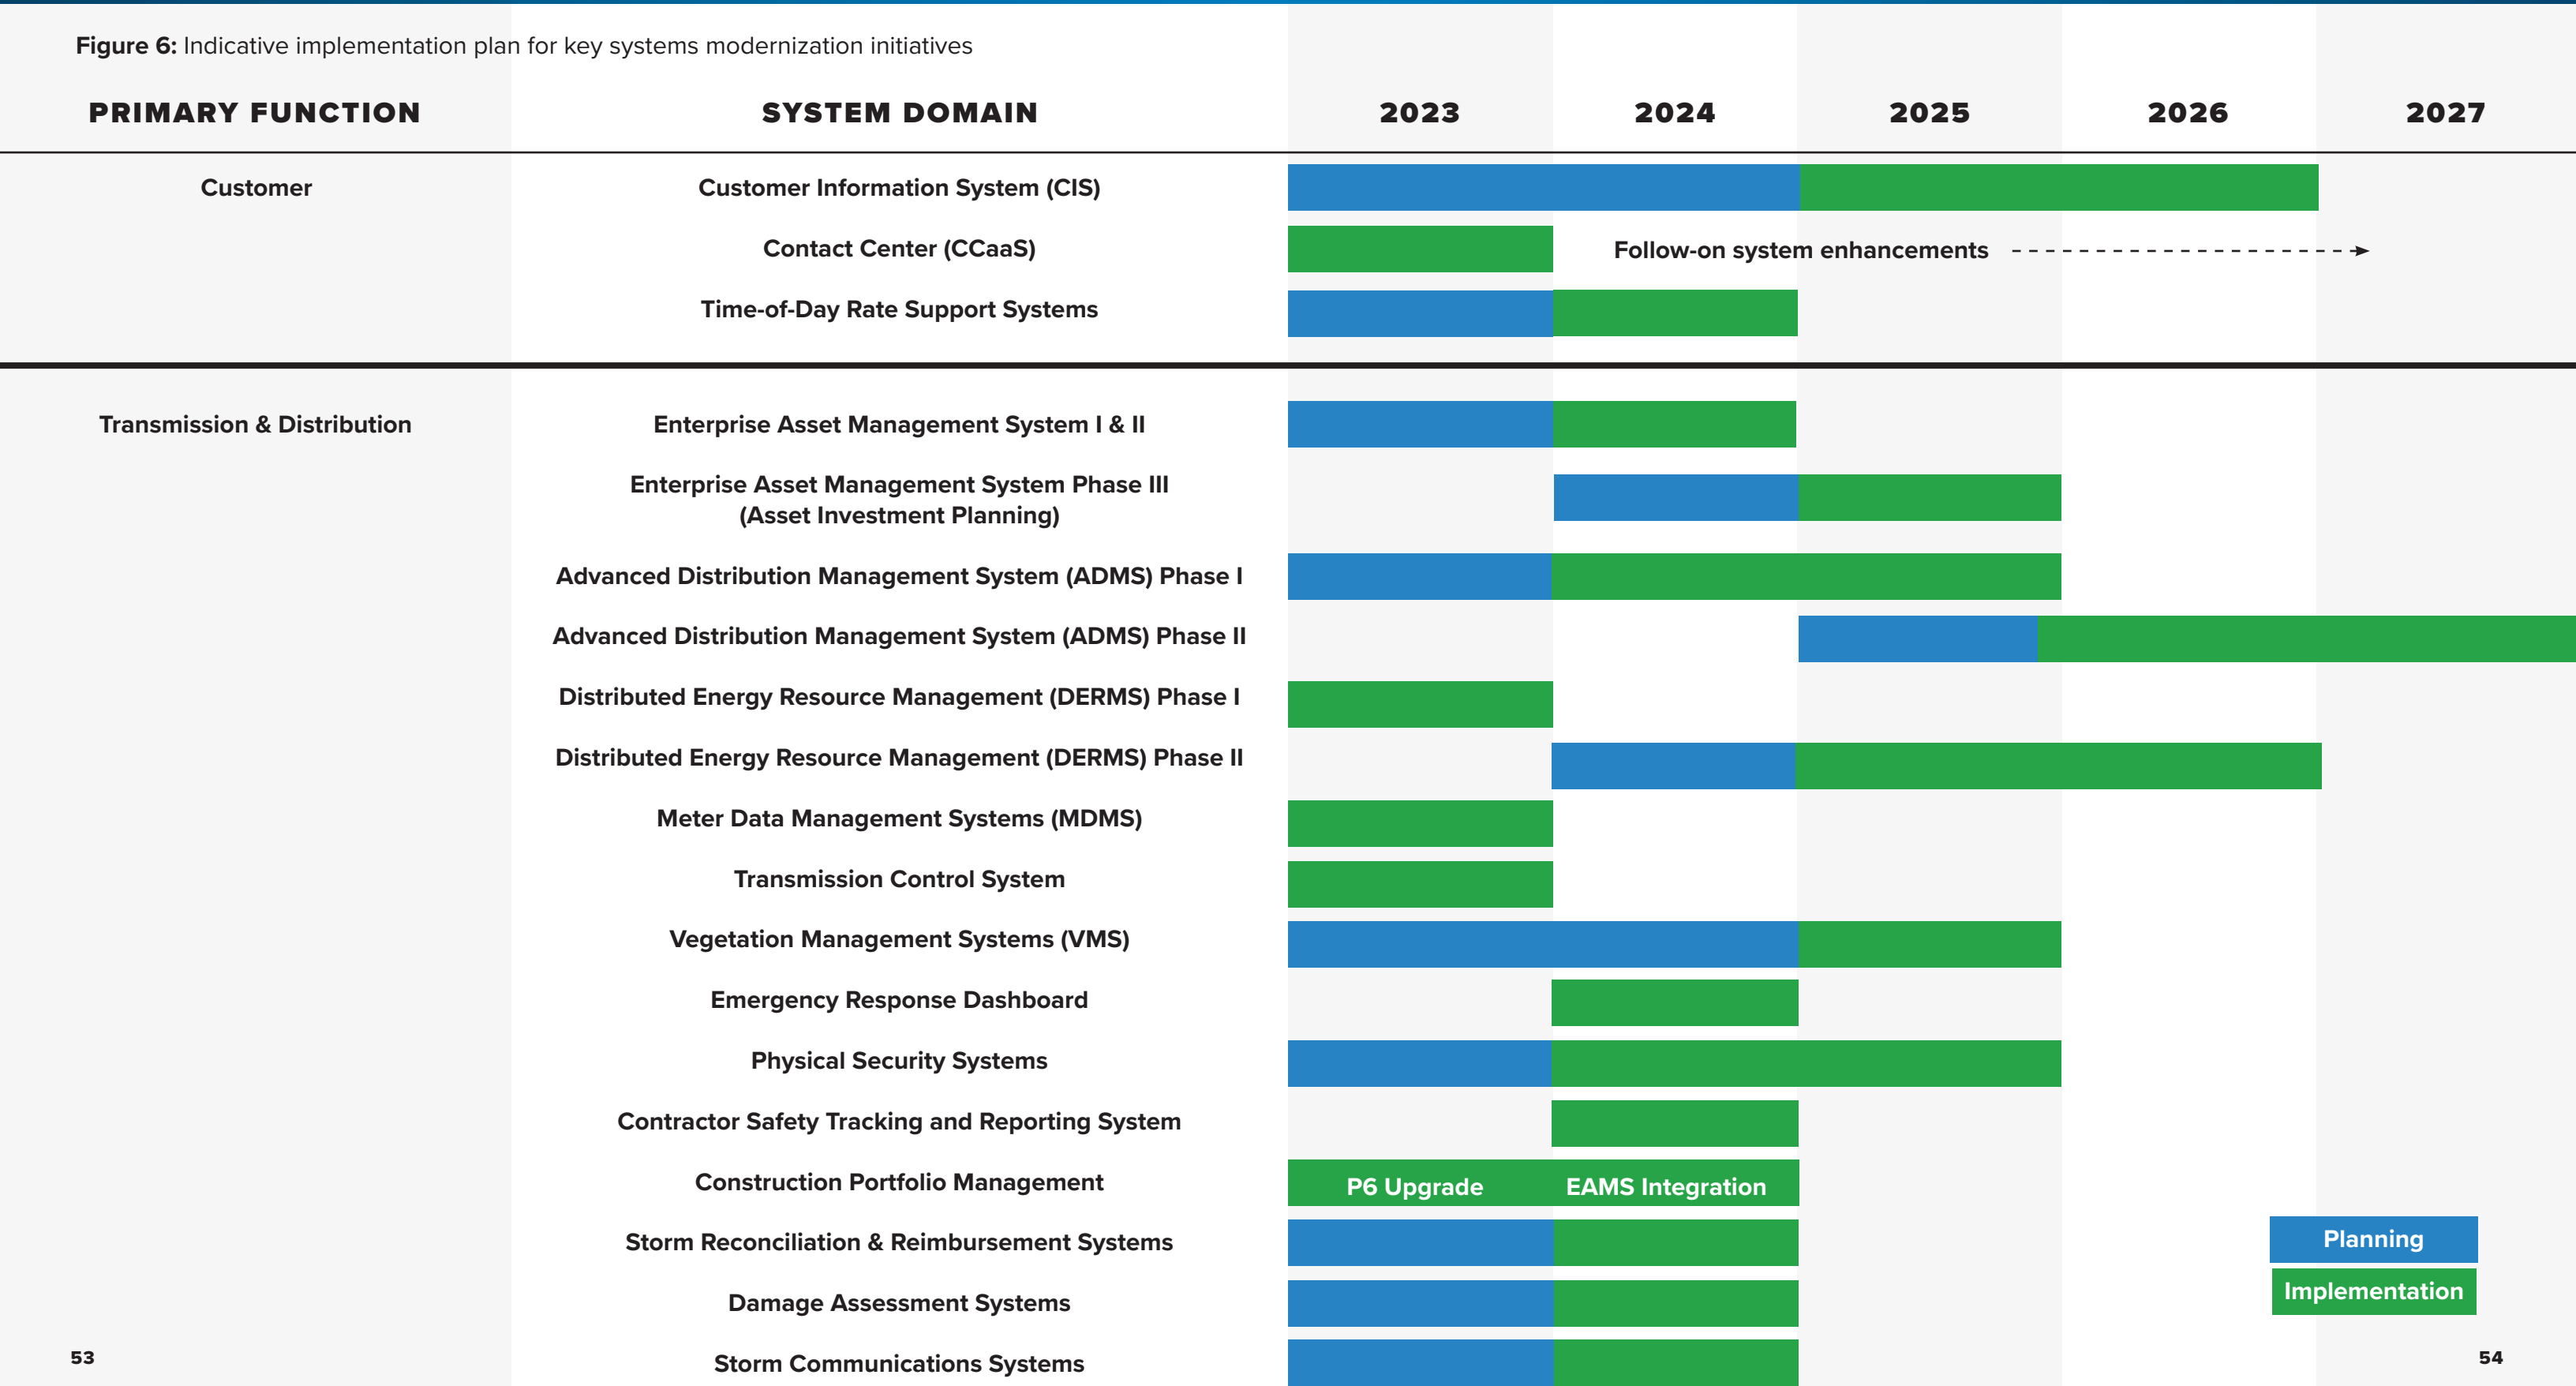 Figure 6: Indicative implementation plan for key systems modernization initiatives
PRIMARY FUNCTION SYSTEM DOMAIN 2023 2024 2025 2026 2027
Customer Customer Information System (CIS)
Contact Center (CCaaS) Follow-on system enhancements
Time-of-Day Rate Support Systems
Transmission & Distribution Enterprise Asset Management System I & II
Enterprise Asset Management System Phase III
(Asset Investment Planning)
Advanced Distribution Management System (ADMS) Phase I
Advanced Distribution Management System (ADMS) Phase II
Distributed Energy Resource Management (DERMS) Phase I
Distributed Energy Resource Management (DERMS) Phase II
Meter Data Management Systems (MDMS)
Transmission Control System
Vegetation Management Systems (VMS)
Emergency Response Dashboard
Physical Security Systems
Contractor Safety Tracking and Reporting System
Construction Portfolio Management P6 Upgrade EAMS Integration
Storm Reconciliation & Reimbursement Systems Planning
Damage Assessment Systems Implementation
Storm Communications Systems
53 54